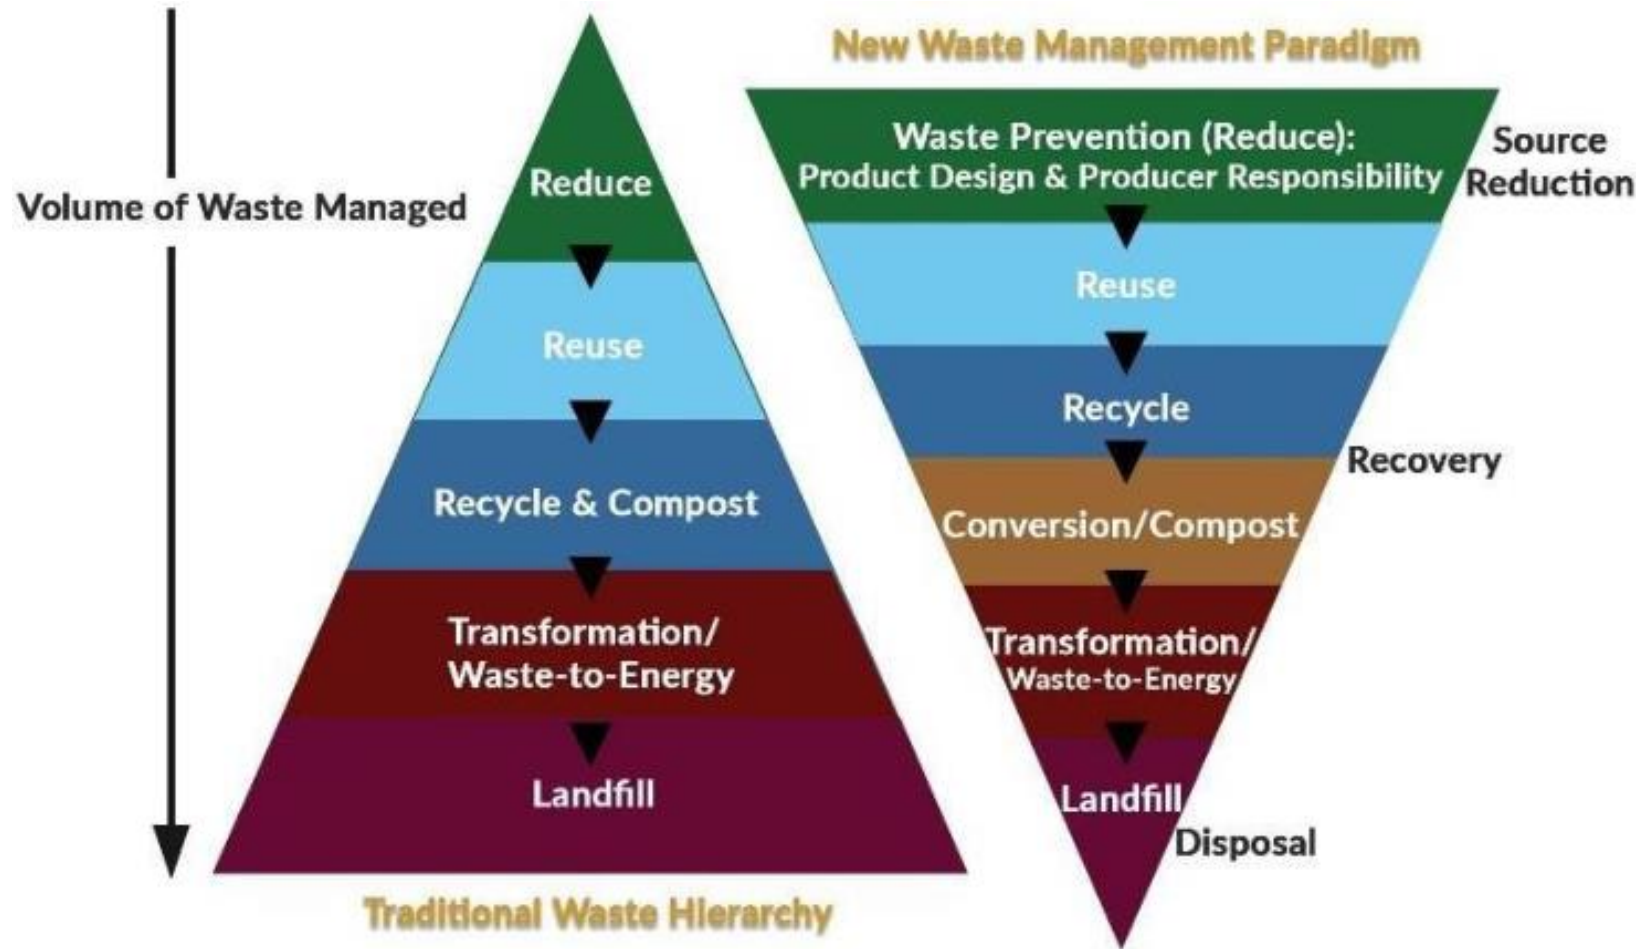 Volume of Waste Managed
Reduce
Reuse
Recycle & Compost
Transformation/
Waste-to-Energy
Landfill
Traditional Waste Hierarchy
New Waste Management Paradigm
Waste Prevention (Reduce):
Product Design & Producer Responsibility
Source
Reduction
Reuse
Recycle
Recovery
Conversion/Compost
Transformation/
Waste-to-Energy
Landfill
Disposal